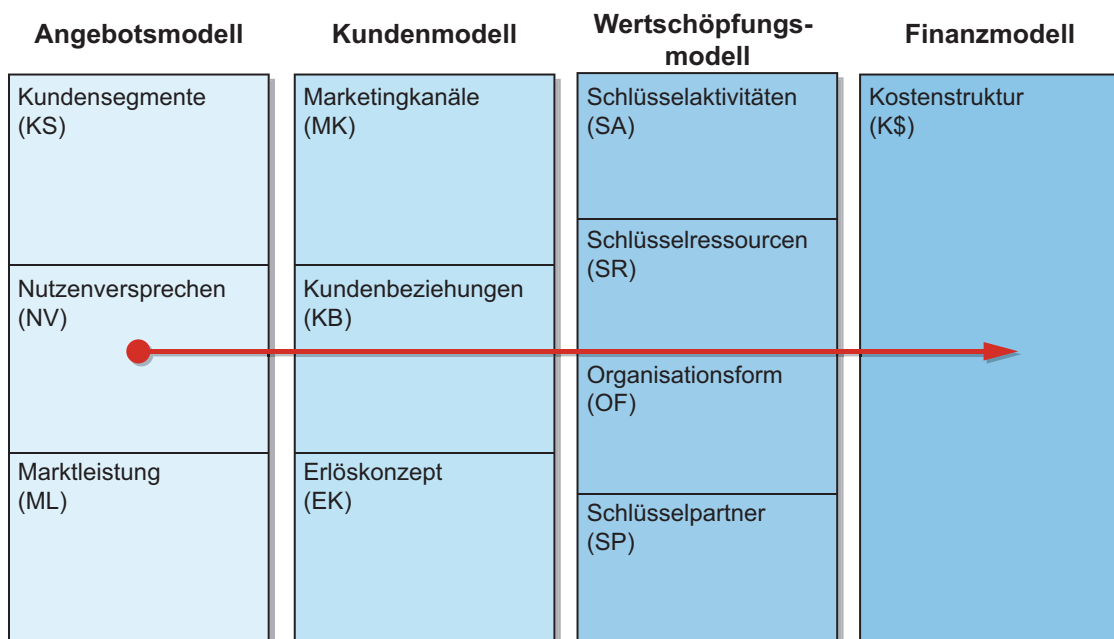 Angebotsmodell
Kundensegmente
(KS)
Nutzenversprechen
(NV)
Marktleistung
(ML)
Kundenmodell
Marketingkanäle
(MK)
Kundenbeziehungen
(KB)
Erlöskonzept
(EK)
Wertschöpfungs-
modell
Schlüsselaktivitäten
(SA)
Schlüsselressourcen
(SR)
Organisationsform
(OF)
Schlüsselpartner
(SP)
Finanzmodell
Kostenstruktur
(K$)